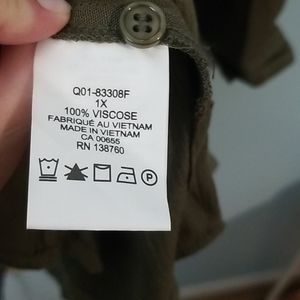 Q01-83308F
1X
100% VISCOSE
FABRIQUÉ AU VIETNAM
MADE IN VIETNAM
CA 00655
RN 138760
P